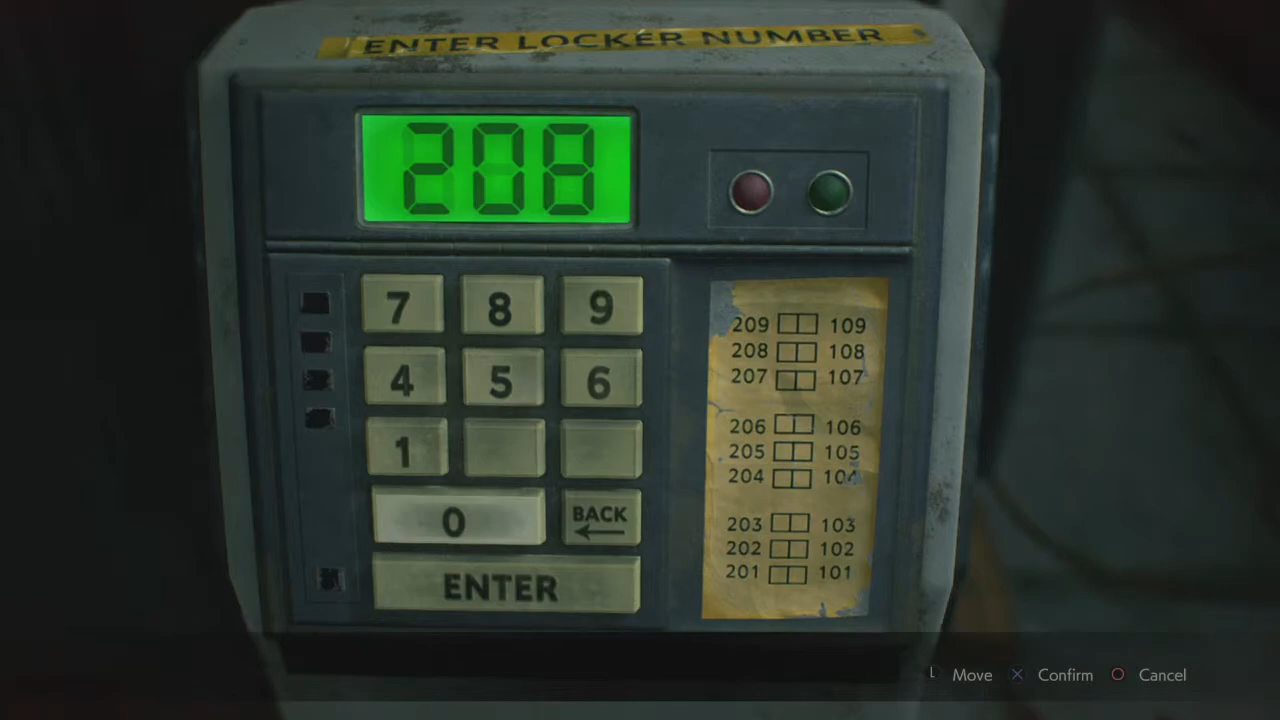 ENTER LOCKER NUMBER
208
7 8 9
4 5 6
1
0 BACK
ENTER
209 109
208 108
207 107
206 106
205 105
204 104
203 103
202 102
201 101
L Move X Confirm O Cancel